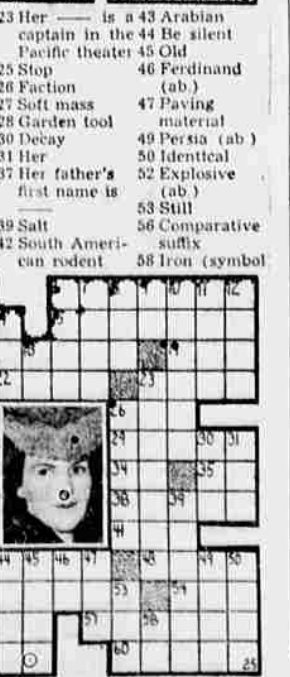 23 Her —— is a
captain in the
Pacific theater
25 Stop
26 Faction
27 Soft mass
28 Garden tool
30 Decay
31 Her
37 Her father's
first name is
——
39 Salt
42 South Ameri-
can rodent
43 Arabian
44 Be silent
45 Old
46 Ferdinand
(ab.)
47 Paving
material
49 Persia (ab)
50 Identical
52 Explosive
(ab.)
53 Still
56 Comparative
suffix
58 Iron (symbol
8 9 10 11 12
19
22 23
26
29 30 31
34 35
38 39
41
44 45 46 47 48 49 50
53 54
57 58
60
25